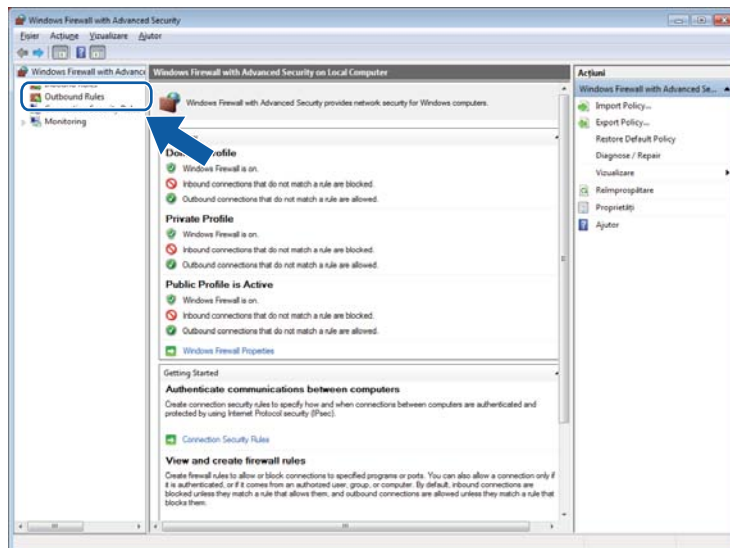 Windows Firewall with Advanced Security
Fișier Acțiune Vizualizare Ajutor
Windows Firewall with Advance
Outbound Rules
Monitoring
Windows Firewall with Advanced Security on Local Computer
Windows Firewall with Advanced Security provides network security for Windows computers.
Windows Firewall is on.
Inbound connections that do not match a rule are blocked.
Outbound connections that do not match a rule are allowed.
Private Profile
Windows Firewall is on.
Inbound connections that do not match a rule are blocked.
Outbound connections that do not match a rule are allowed.
Public Profile is Active
Windows Firewall is on.
Inbound connections that do not match a rule are blocked.
Outbound connections that do not match a rule are allowed.
Windows Firewall Properties
Getting Started
Authenticate communications between computers
Create connection security rules to specify how and when connections between computers are authenticated and
protected by using Internet Protocol security (IPsec).
Connection Security Rules
View and create firewall rules
Create firewall rules to allow or block connections to specified programs or ports. You can also allow a connection only if
it is authenticated, or if it comes from an authorized user, group, or computer. By default, inbound connections are
blocked unless they match a rule that allows them, and outbound connections are allowed unless they match a rule that
blocks them.
Acțiuni
Windows Firewall with Advanced Se...
Import Policy...
Export Policy...
Restore Default Policy
Diagnose / Repair
Vizualizare
Reîmprospătare
Proprietăți
Ajutor